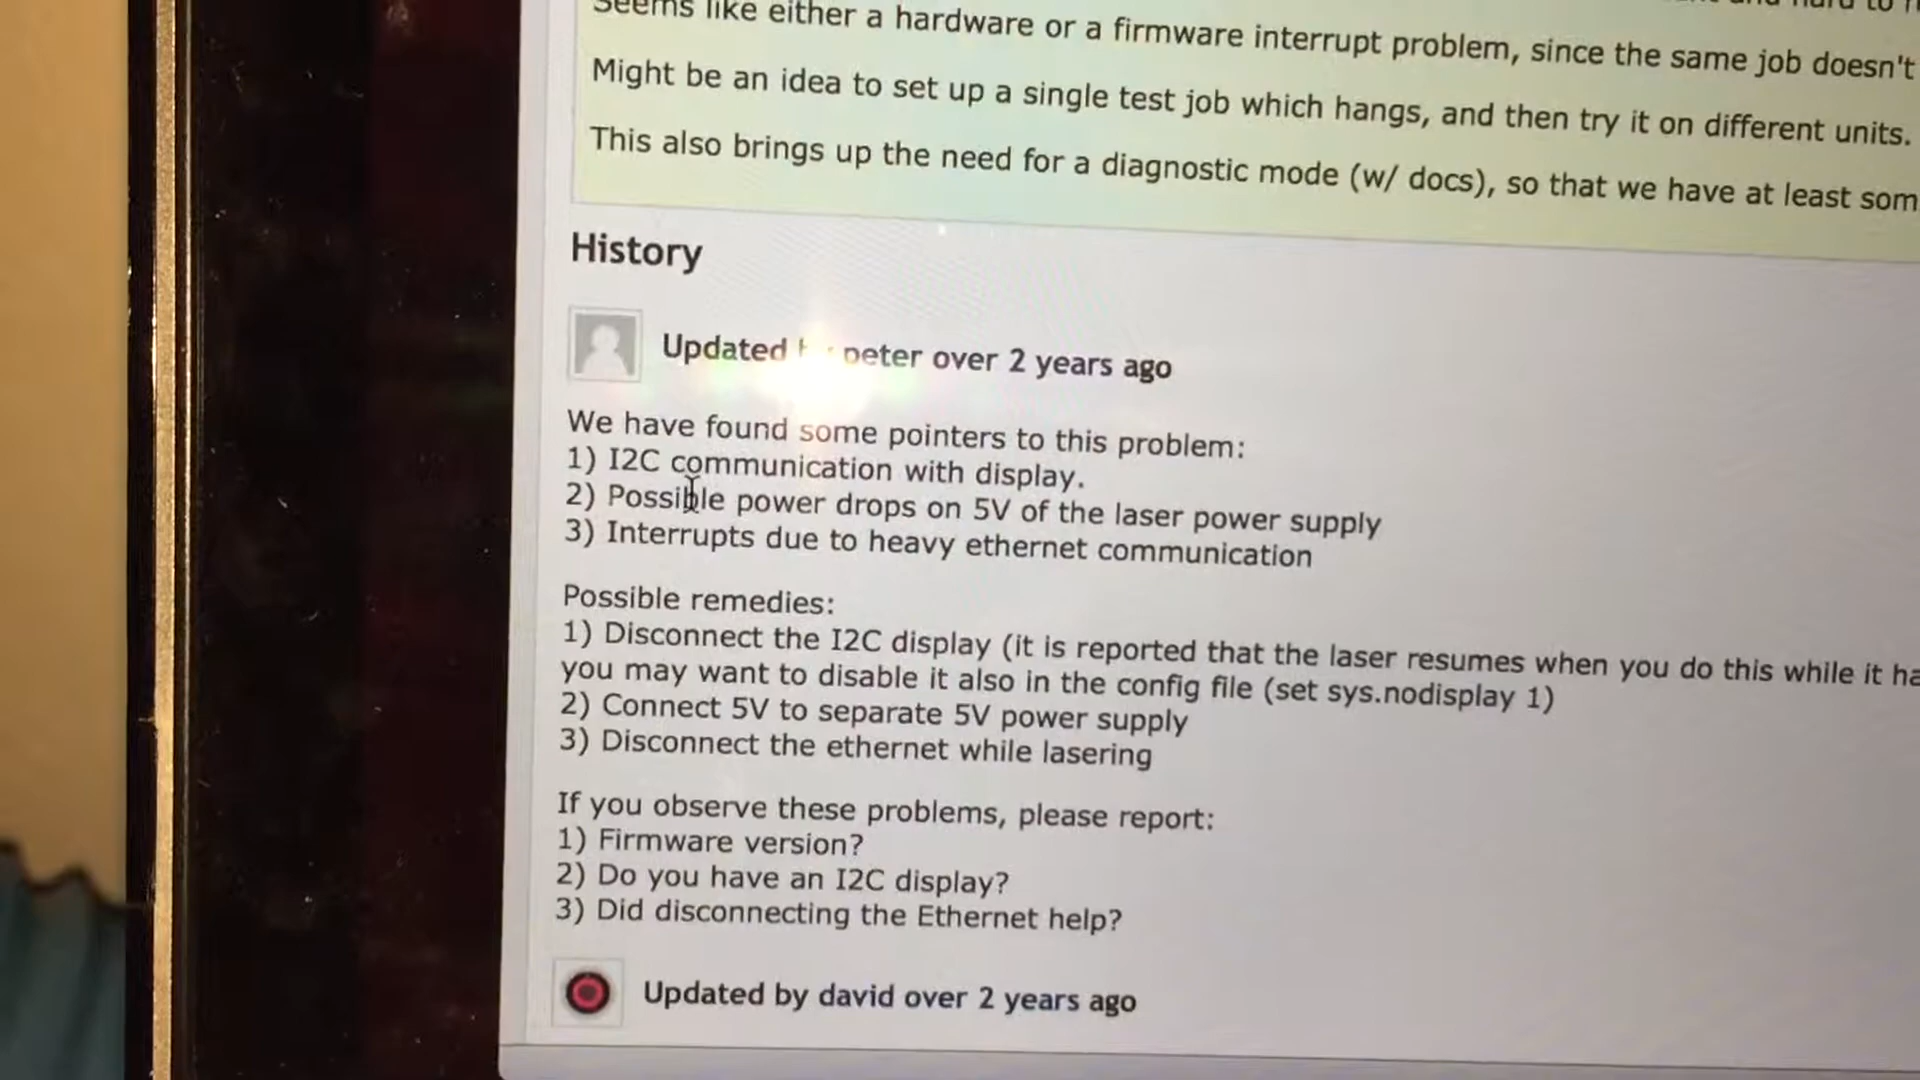 Seems like either a hardware or a firmware interrupt problem, since the same job doesn't
Might be an idea to set up a single test job which hangs, and then try it on different units.
This also brings up the need for a diagnostic mode (w/ docs), so that we have at least som
History
Updated peter over 2 years ago
We have found some pointers to this problem:
1) I2C communication with display.
2) Possible power drops on 5V of the laser power supply
3) Interrupts due to heavy ethernet communication
Possible remedies:
1) Disconnect the I2C display (it is reported that the laser resumes when you do this while it ha
you may want to disable it also in the config file (set sys.nodisplay 1)
2) Connect 5V to separate 5V power supply
3) Disconnect the ethernet while lasering
If you observe these problems, please report:
1) Firmware version?
2) Do you have an I2C display?
3) Did disconnecting the Ethernet help?
Updated by david over 2 years ago